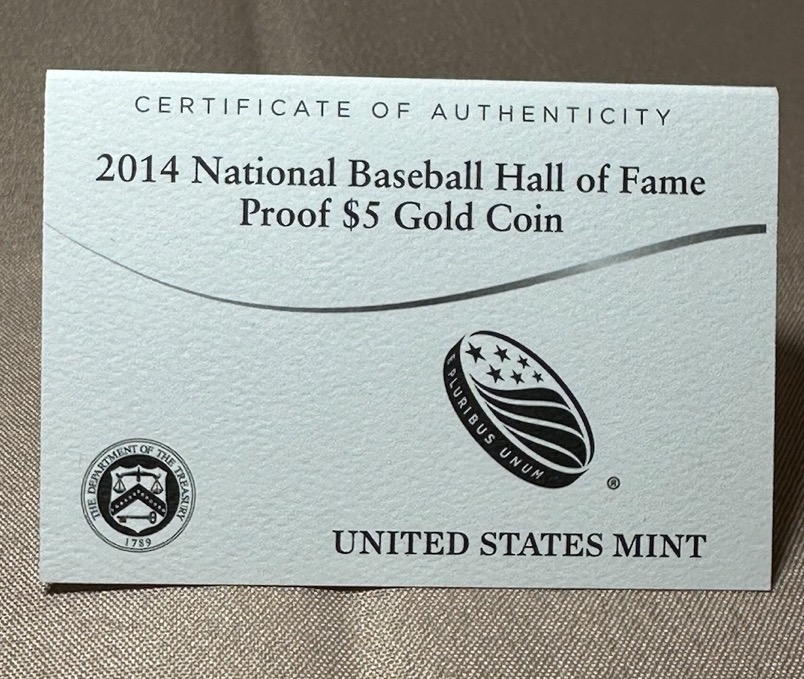 CERTIFICATE OF AUTHENTICITY
2014 National Baseball Hall of Fame
Proof $5 Gold Coin
E PLURIBUS UNUM
®
THE DEPARTMENT OF THE TREASURY
1789
UNITED STATES MINT